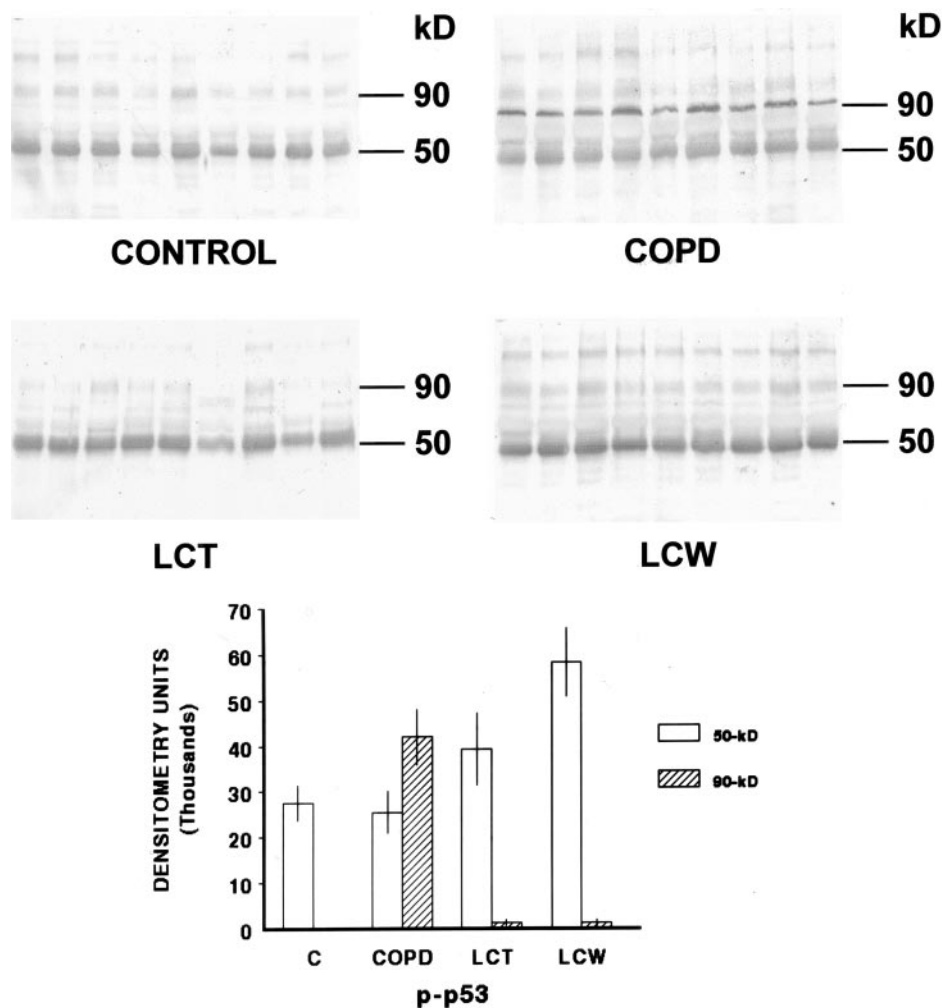 kD
kD
90
50
90
50
CONTROL
COPD
90
50
90
50
LCT
LCW
DENSITOMETRY UNITS
(Thousands)
70
60
50
40
30
20
10
0
50-kD
90-kD
C
COPD
LCT
LCW
p-p53